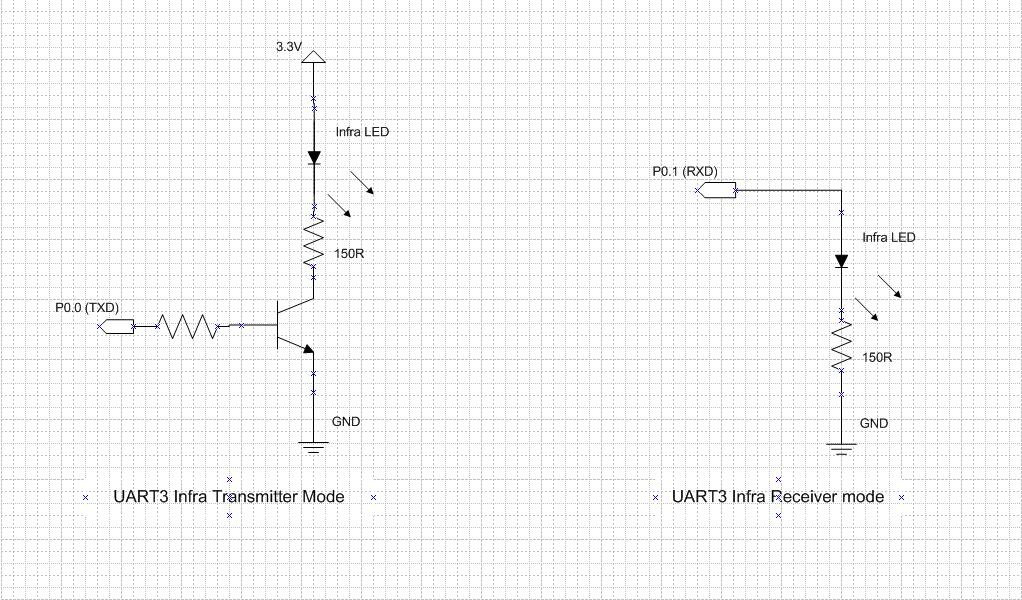 3.3V
Infra LED
150R
P0.0 (TXD)
GND
UART3 Infra Transmitter Mode
P0.1 (RXD)
Infra LED
150R
GND
UART3 Infra Receiver mode